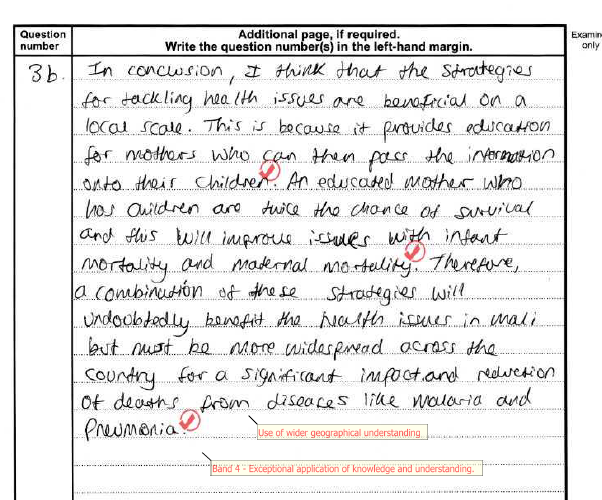 Question number
Additional page, if required.
Write the question number(s) in the left-hand margin.
Examin
only
3b. In conclusion, I think that the strategies
for tackling health issues are beneficial on a
local scale. This is because it provides education
for mothers who can then pass the information
onto their children. An educated mother who
has children are twice the chance of survival
and this will improve issues with infant
mortality and maternal mortality. Therefore,
a combination of these strategies will
undoubtedly benefit the health issues in mali
but must be more widespread across the
country for a significant impact and reduction
of deaths from diseases like malaria and
Pneumonia.
Use of wider geographical understanding
Band 4 - Exceptional application of knowledge and understanding.